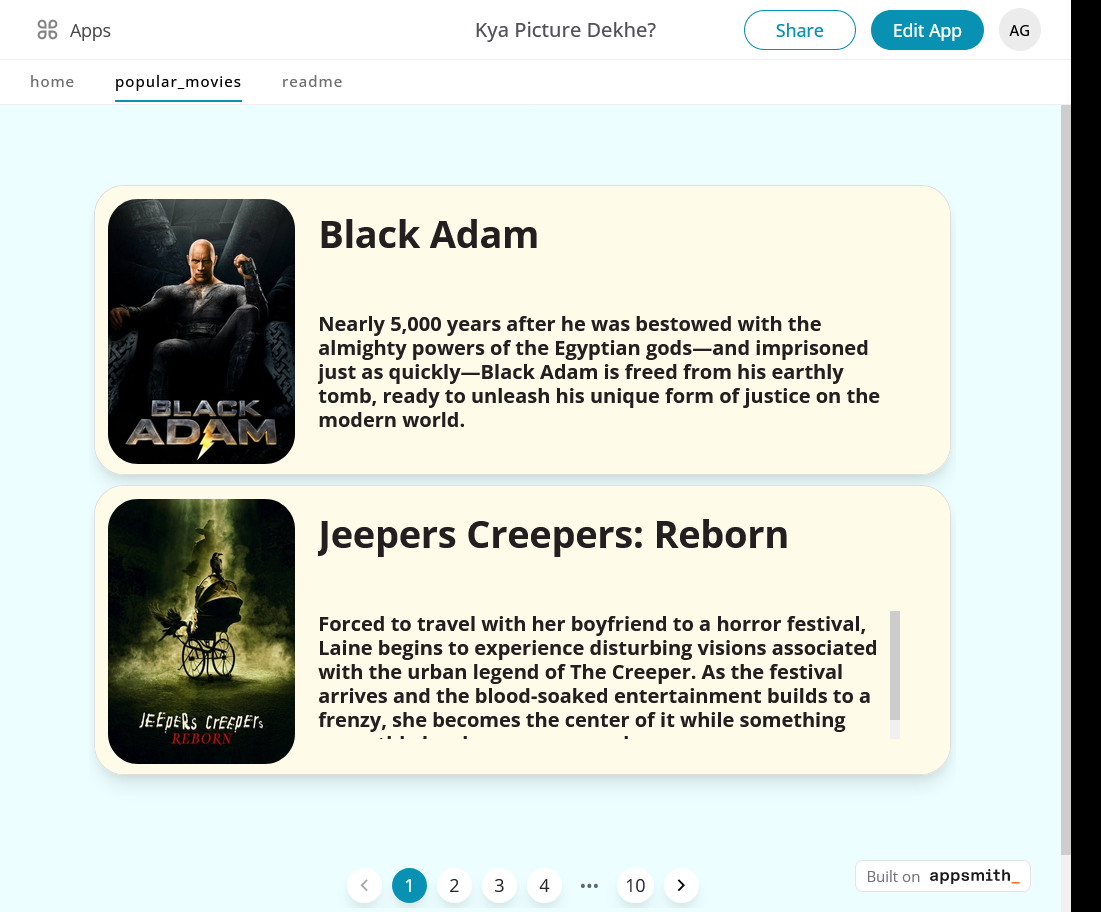 Apps
Kya Picture Dekhe?
Share
Edit App
AG
home
popular_movies
readme
BLACK
ADAM
Black Adam
Nearly 5,000 years after he was bestowed with the
almighty powers of the Egyptian gods—and imprisoned
just as quickly—Black Adam is freed from his earthly
tomb, ready to unleash his unique form of justice on the
modern world.
JEEPERS CREEPERS
REBORN
Jeepers Creepers: Reborn
Forced to travel with her boyfriend to a horror festival,
Laine begins to experience disturbing visions associated
with the urban legend of The Creeper. As the festival
arrives and the blood-soaked entertainment builds to a
frenzy, she becomes the center of it while something
1
2
3
4
•••
10
Built on appsmith_